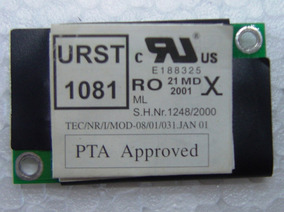 URST
1081
C RU US
E188325
RO 21 MD X
2001
ML
S.H.Nr.1248/2000
TEC/NR/I/MOD-08/01/031.JAN 01
PTA Approved